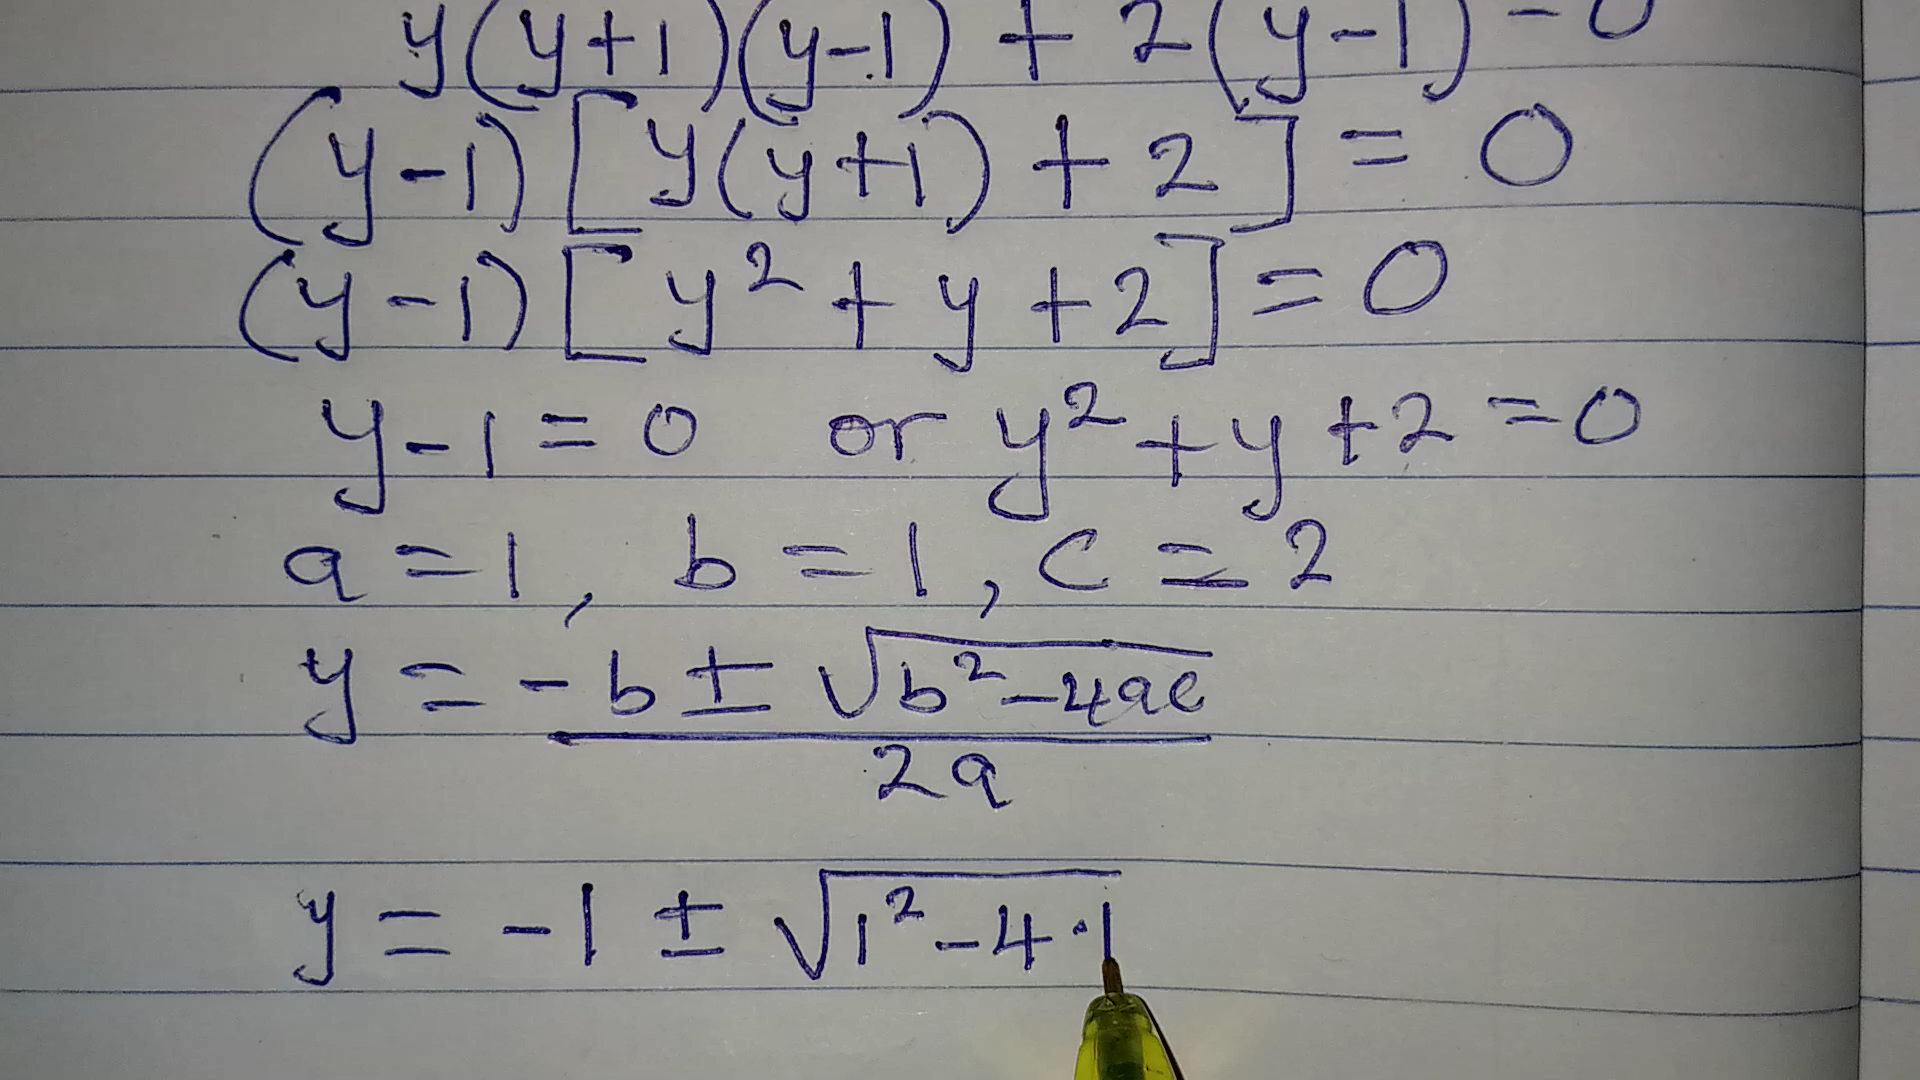 y(y+1)(y-1) + 2(y-1) = 0
(y-1)[y(y+1) + 2] = 0
(y-1)[y² + y + 2] = 0
y-1 = 0 or y² + y + 2 = 0
a = 1, b = 1, c = 2
y = -b ± √b²-4ac
2a
y = -1 ± √1²-4·1